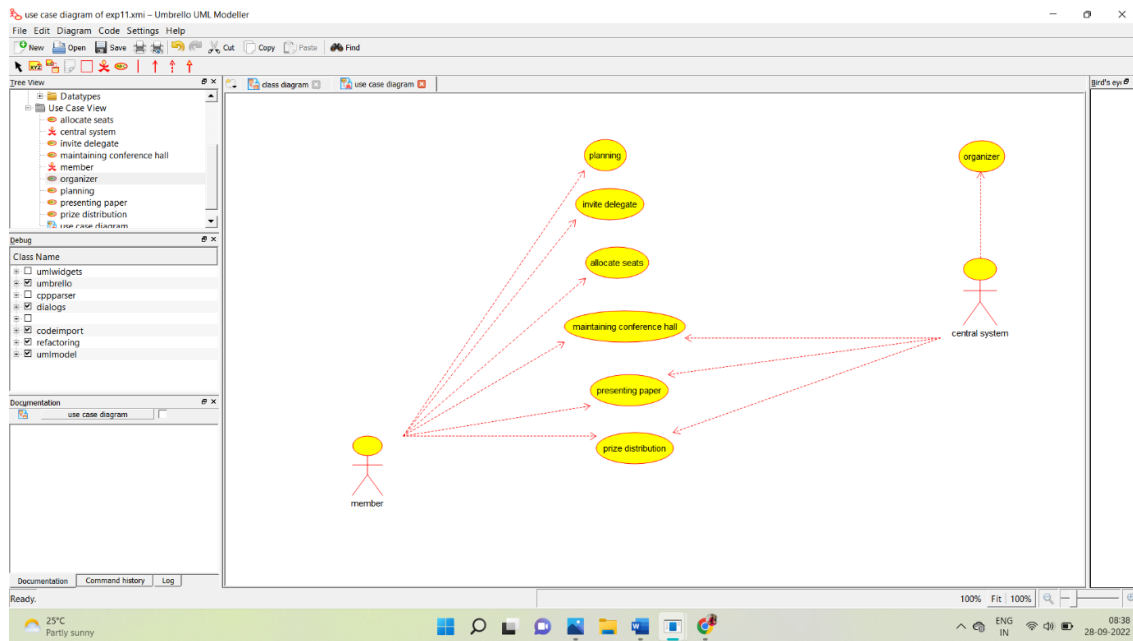 use case diagram of exp11.xmi – Umbrello UML Modeller
File Edit Diagram Code Settings Help
New Open Save Cut Copy Paste Find
Tree View
Datatypes
Use Case View
allocate seats
central system
invite delegate
maintaining conference hall
member
organizer
planning
presenting paper
prize distribution
use case diagram
Debug
Class Name
umlwidgets
umbrello
cppparser
dialogs
codeimport
refactoring
umlmodel
Documentation
use case diagram
Documentation Command history Log
class diagram use case diagram
Bird's eye
planning
organizer
invite delegate
allocate seats
maintaining conference hall
central system
presenting paper
prize distribution
member
Ready.
100% Fit 100%
25°C
Partly sunny
ENG
IN
08:38
28-09-2022